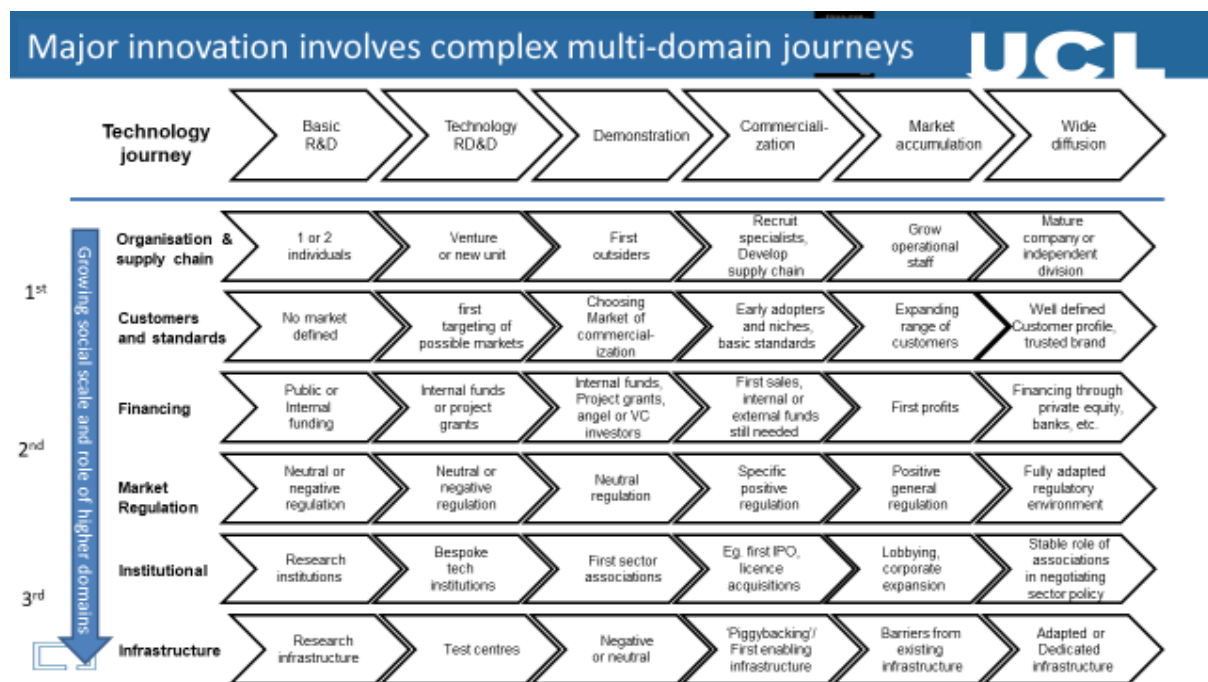 Major innovation involves complex multi-domain journeys
UCL
Technology
journey
Basic
R&D
Technology
RD&D
Demonstration
Commerciali-
zation
Market
accumulation
Wide
diffusion
Growing social scale and role of higher domains
1st
2nd
3rd
Organisation &
supply chain
1 or 2
individuals
Venture
or new unit
First
outsiders
Recruit
specialists,
Develop
supply chain
Grow
operational
staff
Mature
company or
independent
division
Customers
and standards
No market
defined
first
targeting of
possible markets
Choosing
Market of
commercial-
ization
Early adopters
and niches,
basic standards
Expanding
range of
customers
Well defined
Customer profile,
trusted brand
Financing
Public or
Internal
funding
Internal funds
or project
grants
Internal funds,
Project grants,
angel or VC
investors
First sales,
internal or
external funds
still needed
First profits
Financing through
private equity,
banks, etc.
Market
Regulation
Neutral or
negative
regulation
Neutral or
negative
regulation
Neutral
regulation
Specific
positive
regulation
Positive
general
regulation
Fully adapted
regulatory
environment
Institutional
Research
institutions
Bespoke
tech
institutions
First sector
associations
Eg. first IPO,
licence
acquisitions
Lobbying,
corporate
expansion
Stable role of
associations
in negotiating
sector policy
Infrastructure
Research
infrastructure
Test centres
Negative
or neutral
'Piggybacking'/
First enabling
infrastructure
Barriers from
existing
infrastructure
Adapted or
Dedicated
infrastructure